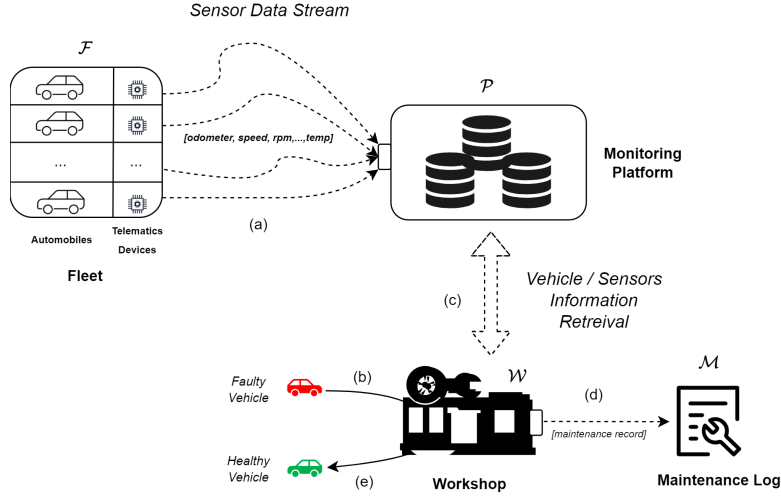 Sensor Data Stream
ℱ
𝒫
[odometer, speed, rpm,...,temp]
...
...
Monitoring
Platform
(a)
Automobiles
Telematics
Devices
Fleet
(c)
Vehicle / Sensors
Information
Retreival
Faulty
Vehicle
(b)
𝒲
(d)
ℳ
[maintenance record]
Healthy
Vehicle
(e)
Workshop
Maintenance Log